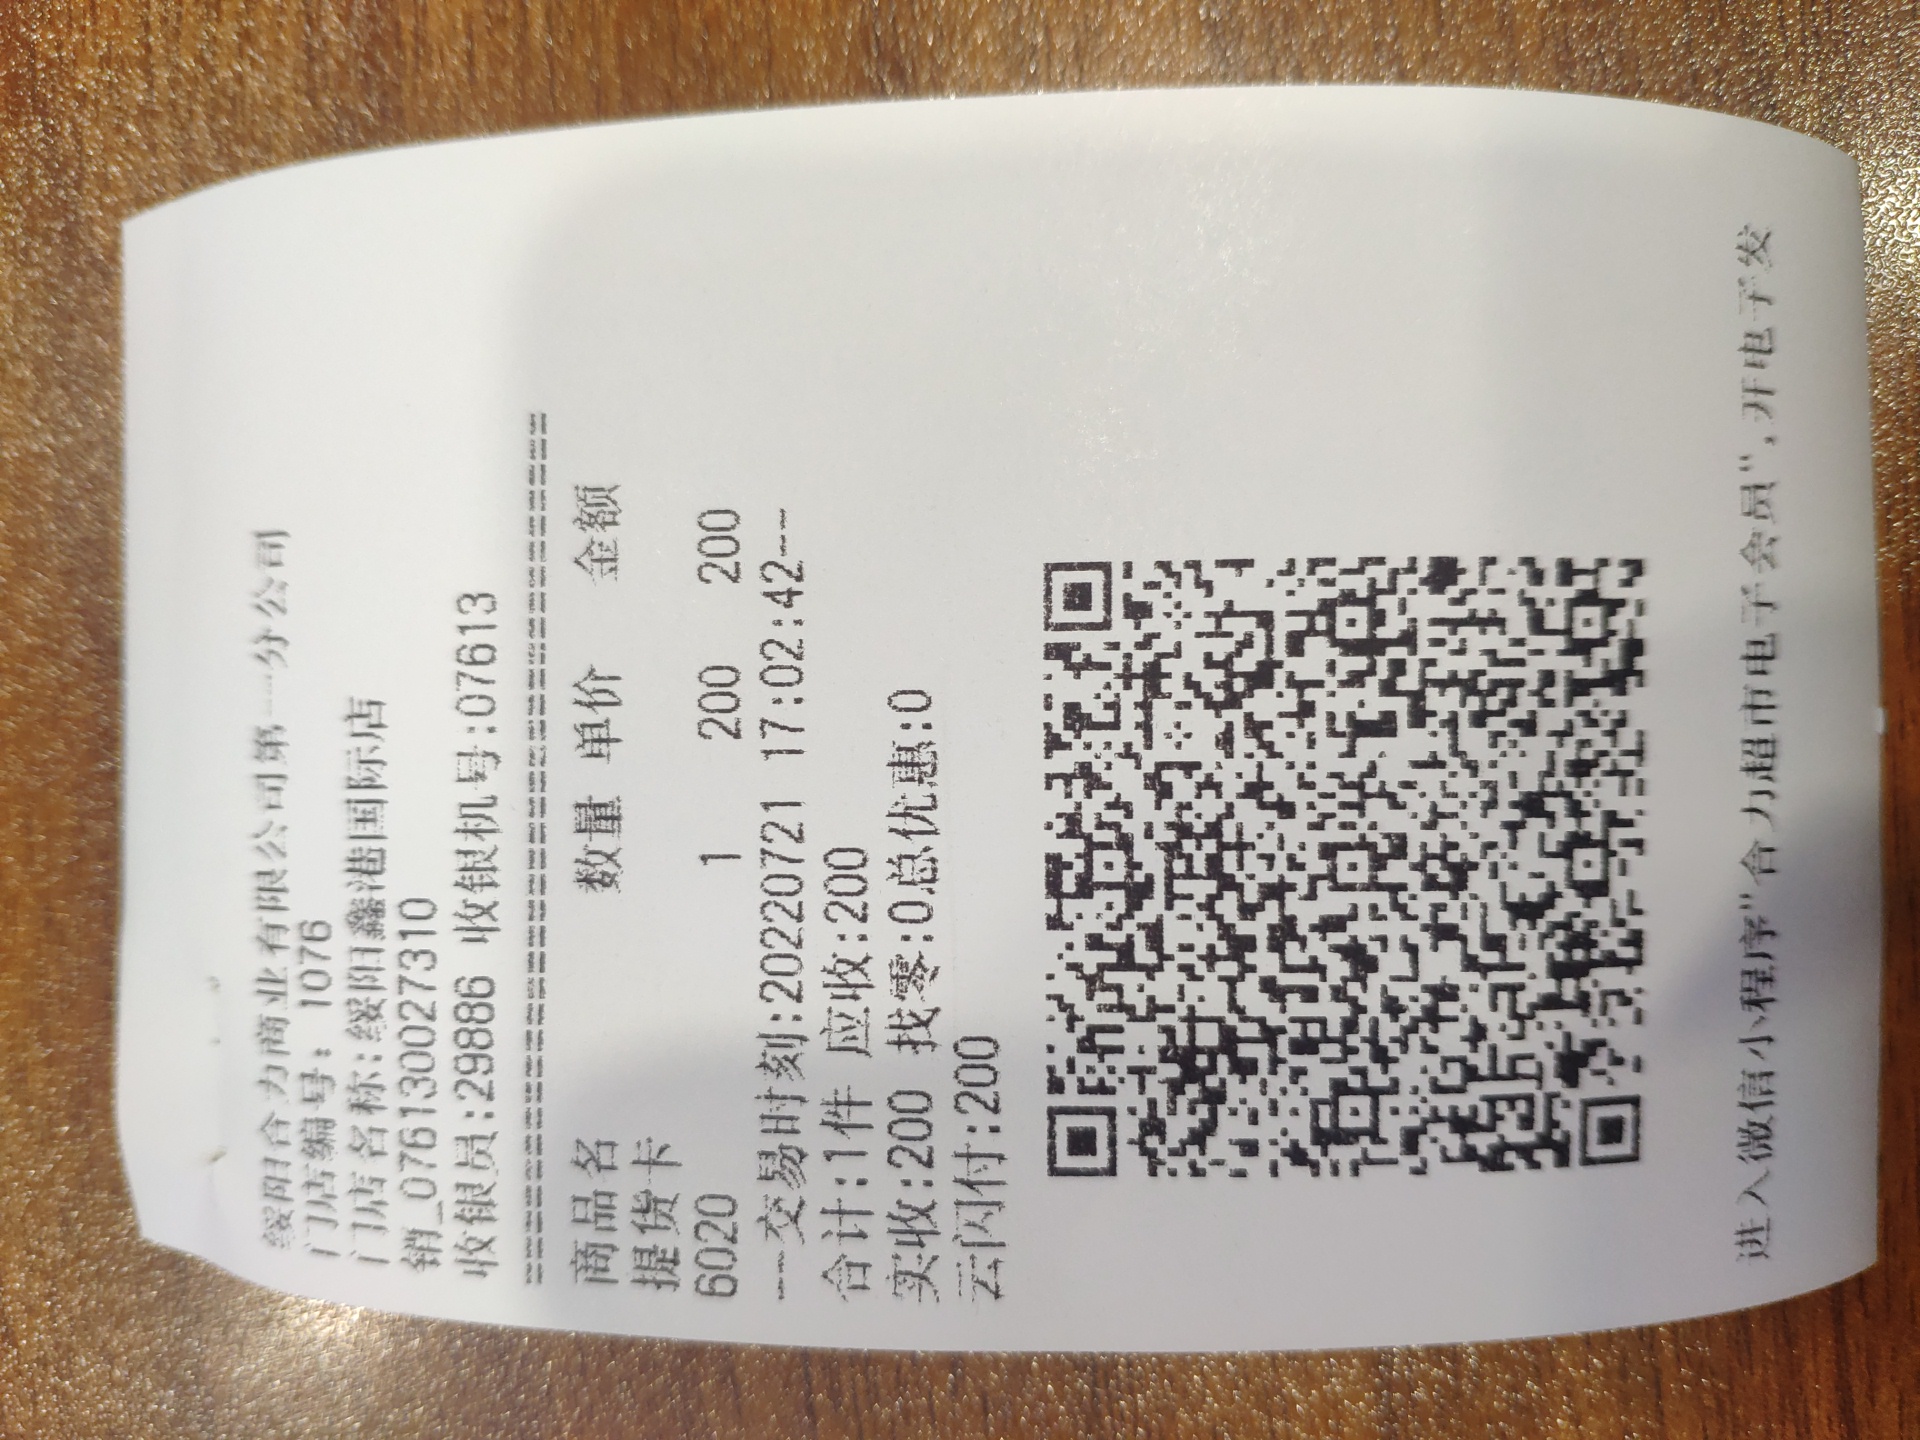 绥阳合力商业有限公司第一分公司
门店编号: 1076
门店名称:绥阳鑫港国际店
销_076130027310
收银员:29886 收银机号:07613
================================
商品名 数量 单价 金额
提货卡
6020 1 200 200
--交易时刻:20220721 17:02:42--
合计:1件 应收:200
实收:200 找零:0总优惠:0
云闪付:200
进入微信小程序"合力超市电子会员",开电子发